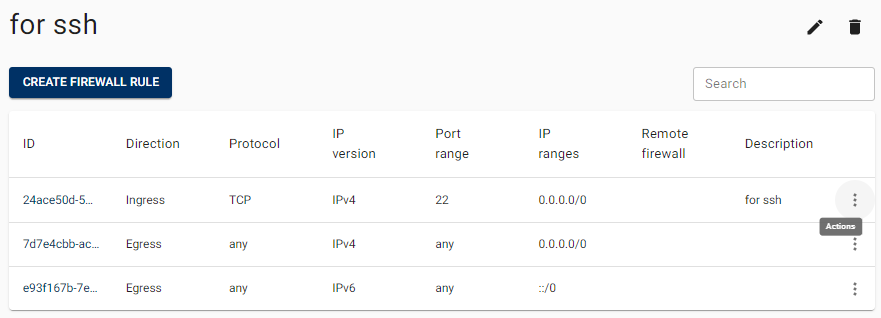 for ssh
CREATE FIREWALL RULE
Search
ID Direction Protocol IP version Port range IP ranges Remote firewall Description
24ace50d-5... Ingress TCP IPv4 22 0.0.0.0/0 for ssh
Actions
7d7e4cbb-ac... Egress any IPv4 any 0.0.0.0/0
e93f167b-7e... Egress any IPv6 any ::/0